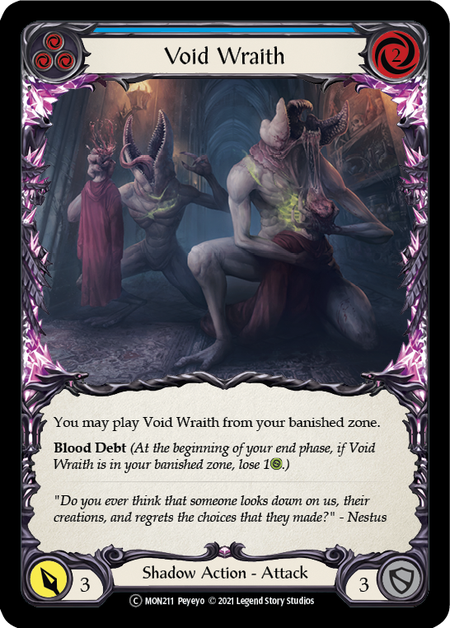 Void Wraith
2
You may play Void Wraith from your banished zone.
Blood Debt (At the beginning of your end phase, if Void
Wraith is in your banished zone, lose 1.)
"Do you ever think that someone looks down on us, their
creations, and regrets the choices that they made?" - Nestus
3
Shadow Action - Attack
3
C MON211 Peyeyo © 2021 Legend Story Studios